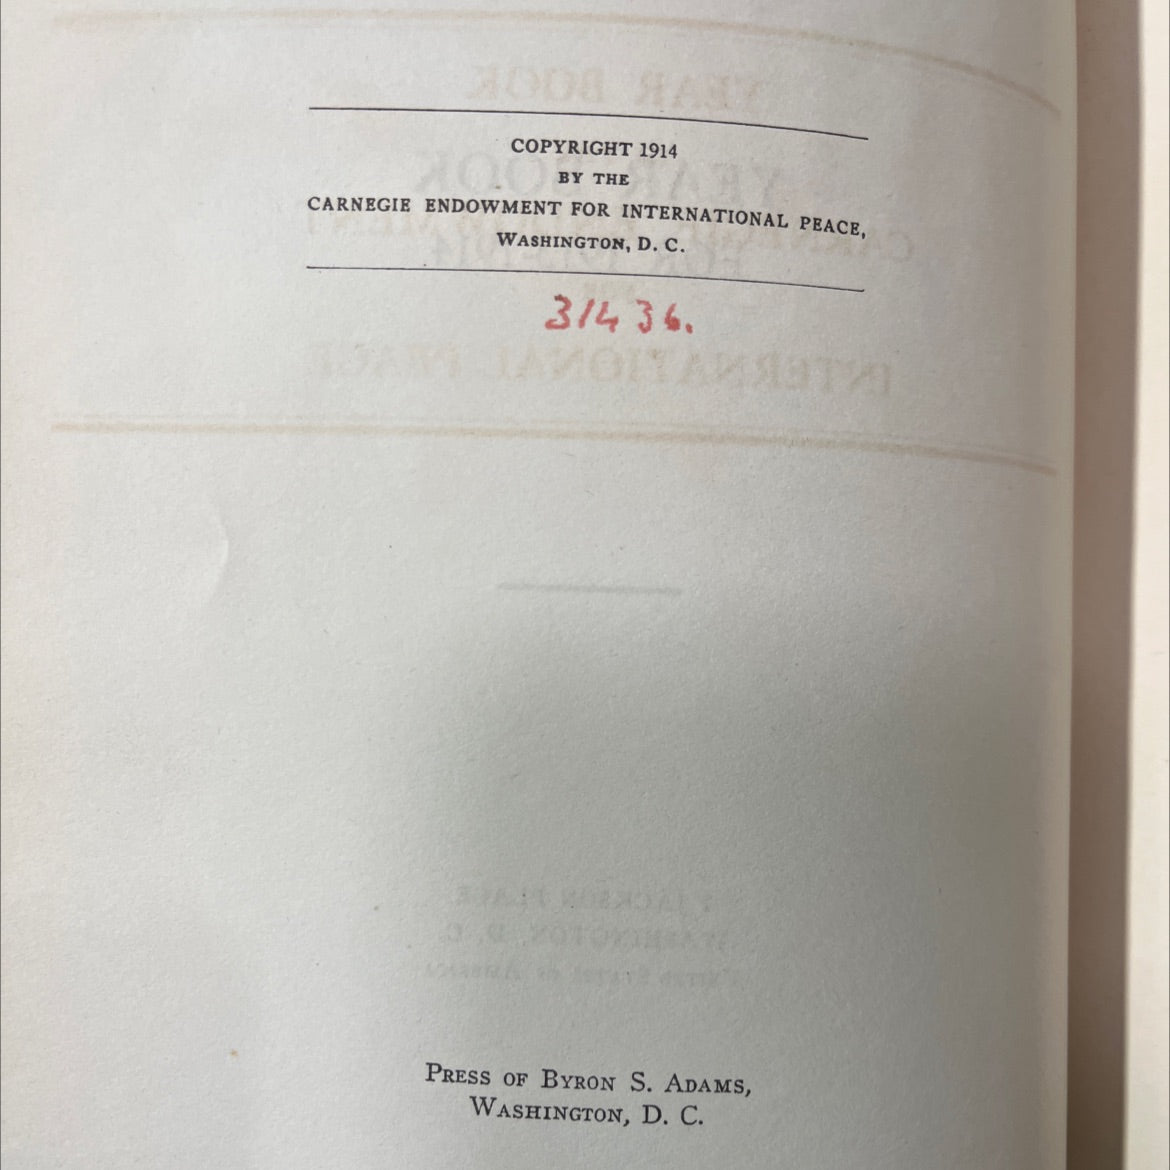 COPYRIGHT 1914
BY THE
CARNEGIE ENDOWMENT FOR INTERNATIONAL PEACE,
WASHINGTON, D. C.
31436.
PRESS OF BYRON S. ADAMS,
WASHINGTON, D. C.